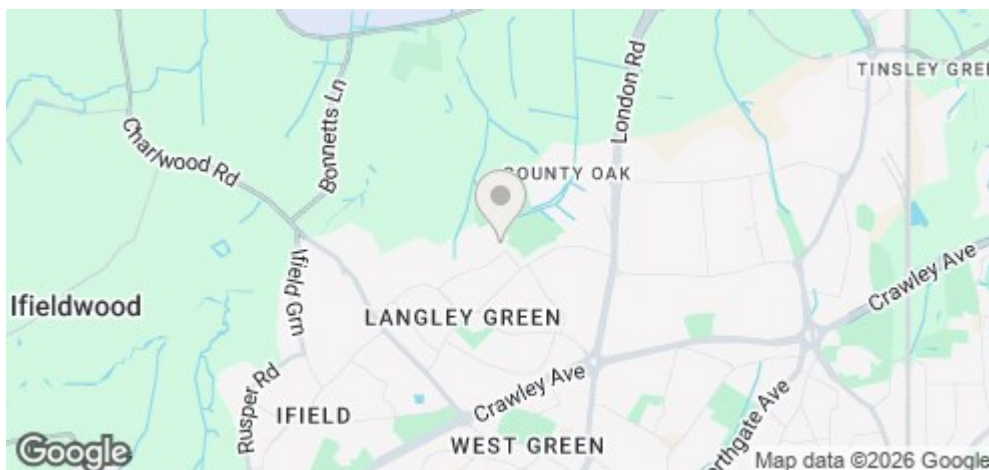 London Rd
TINSLEY GREE
Bonnetts Ln
Charlwood Rd
COUNTY OAK
Ifield Grn
Crawley Ave
Ifieldwood
LANGLEY GREEN
Rusper Rd
Crawley Ave
IFIELD
WEST GREEN
orthgate Ave
Google
Map data ©2026 Google